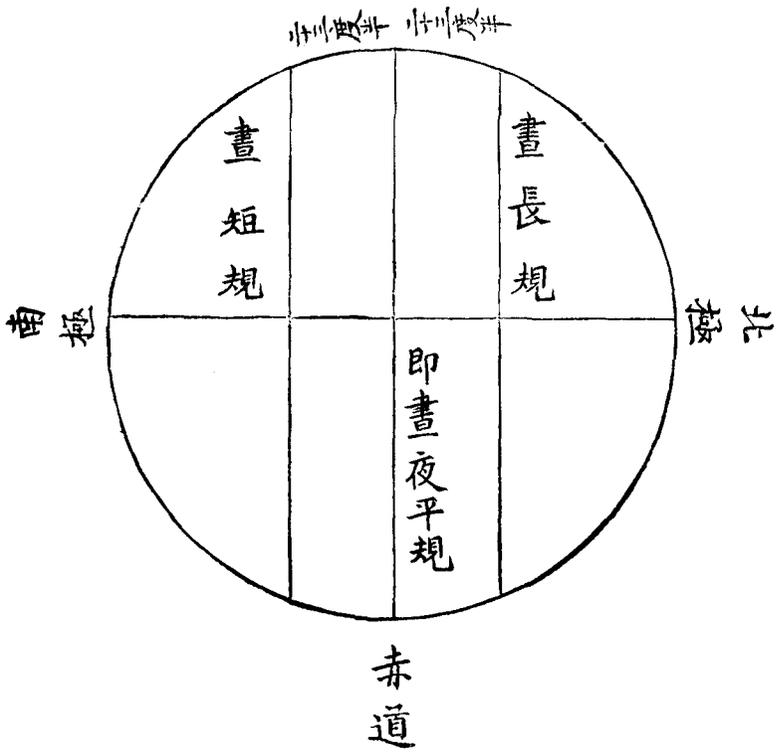 二十三度半
二十三度半
晝長規
晝短規
北極
南極
即晝夜平規
赤道